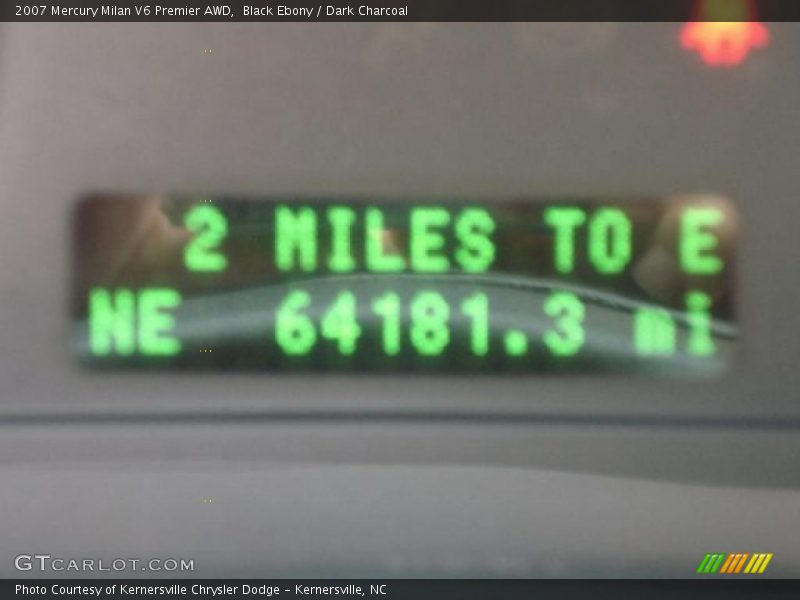 2007 Mercury Milan V6 Premier AWD,  Black Ebony / Dark Charcoal
2 MILES TO E
NE 64181.3 mi
GTCARLOT.COM
Photo Courtesy of Kernersville Chrysler Dodge - Kernersville, NC